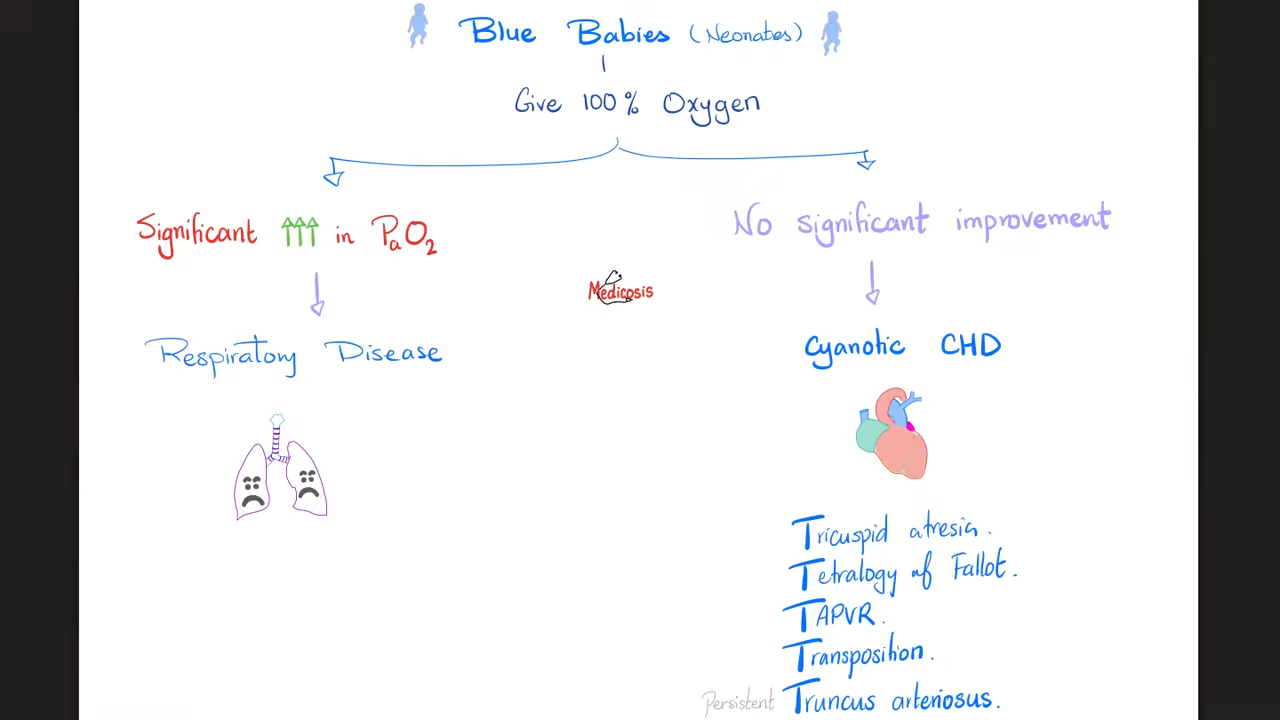 Blue Babies (Neonates)
Give 100% Oxygen
Significant ↑↑↑ in PaO2
No significant improvement
Medicosis
Respiratory Disease
Cyanotic CHD
Tricuspid atresia.
Tetralogy of Fallot.
TAPVR.
Transposition.
Persistent Truncus arteriosus.